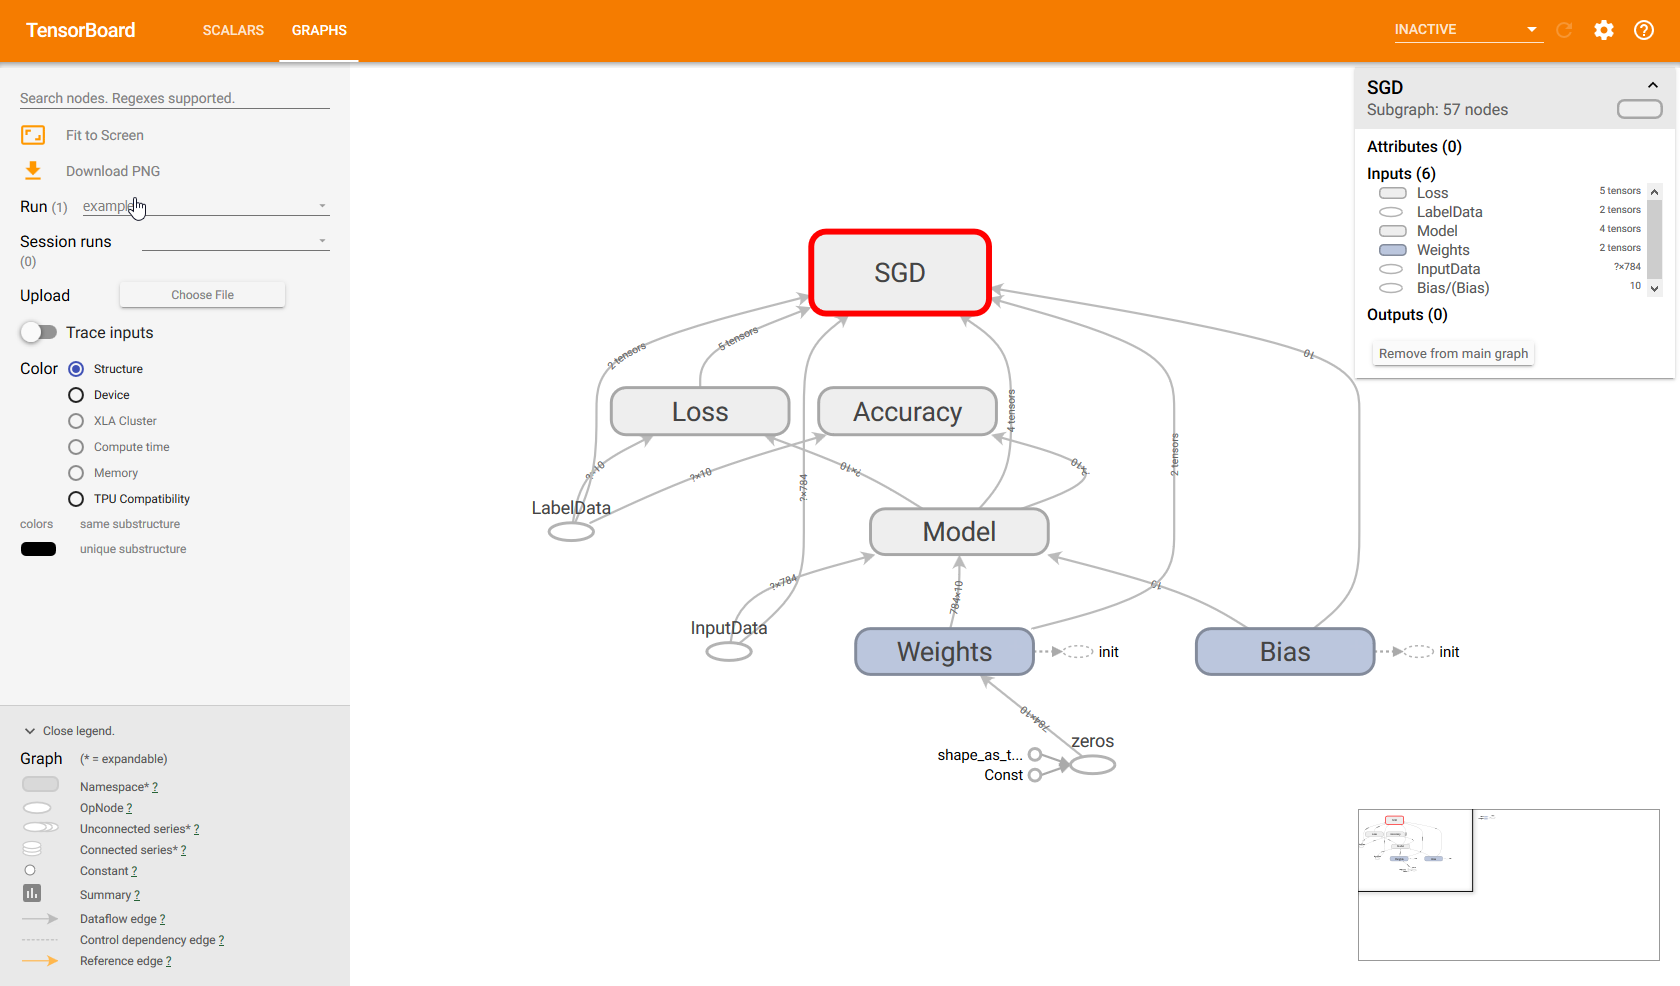 TensorBoard
SCALARS
GRAPHS
INACTIVE
Search nodes. Regexes supported.
Fit to Screen
Download PNG
Run (1)
example
Session runs
(0)
Upload
Choose File
Trace inputs
Color
Structure
Device
XLA Cluster
Compute time
Memory
TPU Compatibility
colors
same substructure
unique substructure
Close legend.
Graph
(* = expandable)
Namespace* ?
OpNode ?
Unconnected series* ?
Connected series* ?
Constant ?
Summary ?
Dataflow edge ?
Control dependency edge ?
Reference edge ?
SGD
2 tensors
5 tensors
10
Loss
Accuracy
4 tensors
?×10
?×10
?×784
?×10
?×10
2 tensors
LabelData
Model
?×784
784×10
10
InputData
Weights
init
Bias
init
784×10
zeros
shape_as_t...
Const
SGD
Subgraph: 57 nodes
Attributes (0)
Inputs (6)
Loss
5 tensors
LabelData
2 tensors
Model
4 tensors
Weights
2 tensors
InputData
?×784
Bias/(Bias)
10
Outputs (0)
Remove from main graph